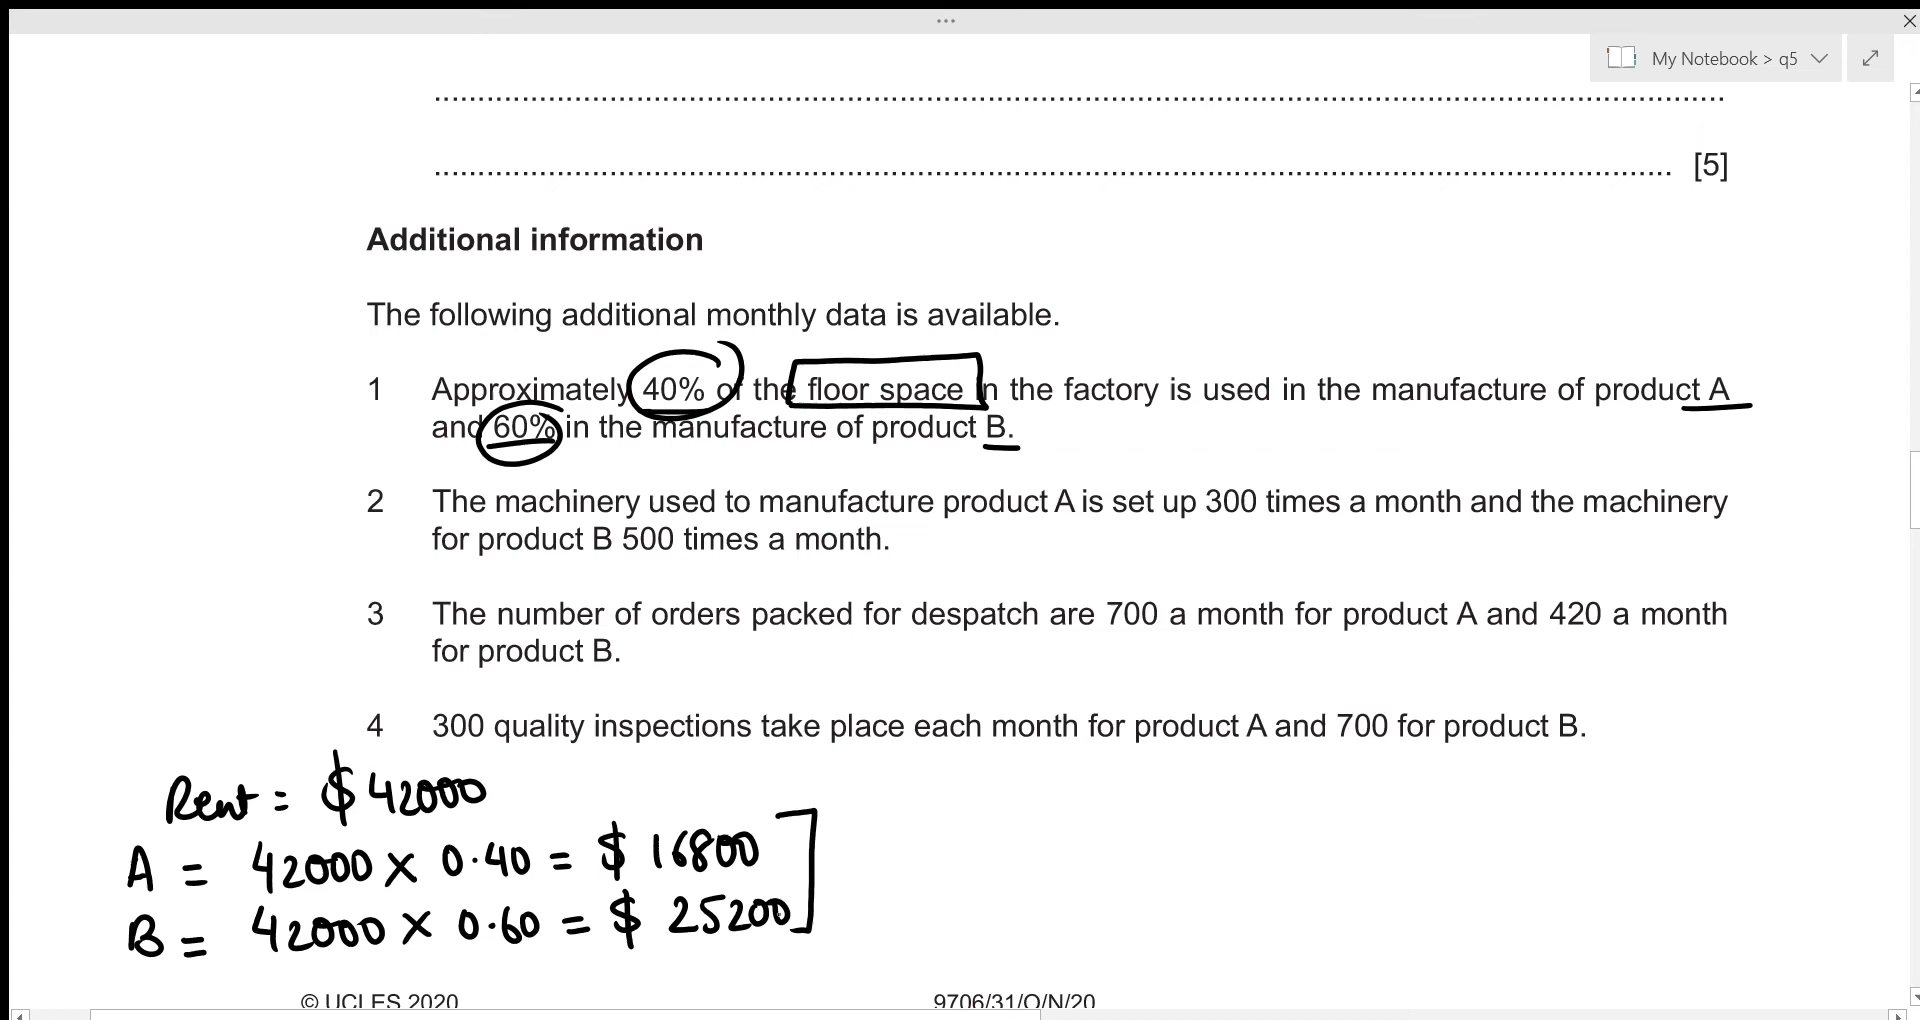 My Notebook > q5
[5]
Additional information
The following additional monthly data is available.
1 Approximately 40% of the floor space in the factory is used in the manufacture of product A
and 60% in the manufacture of product B.
2 The machinery used to manufacture product A is set up 300 times a month and the machinery
for product B 500 times a month.
3 The number of orders packed for despatch are 700 a month for product A and 420 a month
for product B.
4 300 quality inspections take place each month for product A and 700 for product B.
Rent = $42000
A = 42000 × 0.40 = $ 16800
B = 42000 × 0.60 = $ 25200
© UCLES 2020 9706/31/O/N/20